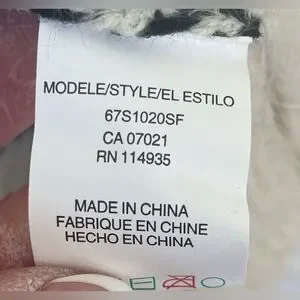 MODELE/STYLE/EL ESTILO
67S1020SF
CA 07021
RN 114935
MADE IN CHINA
FABRIQUE EN CHINE
HECHO EN CHINA